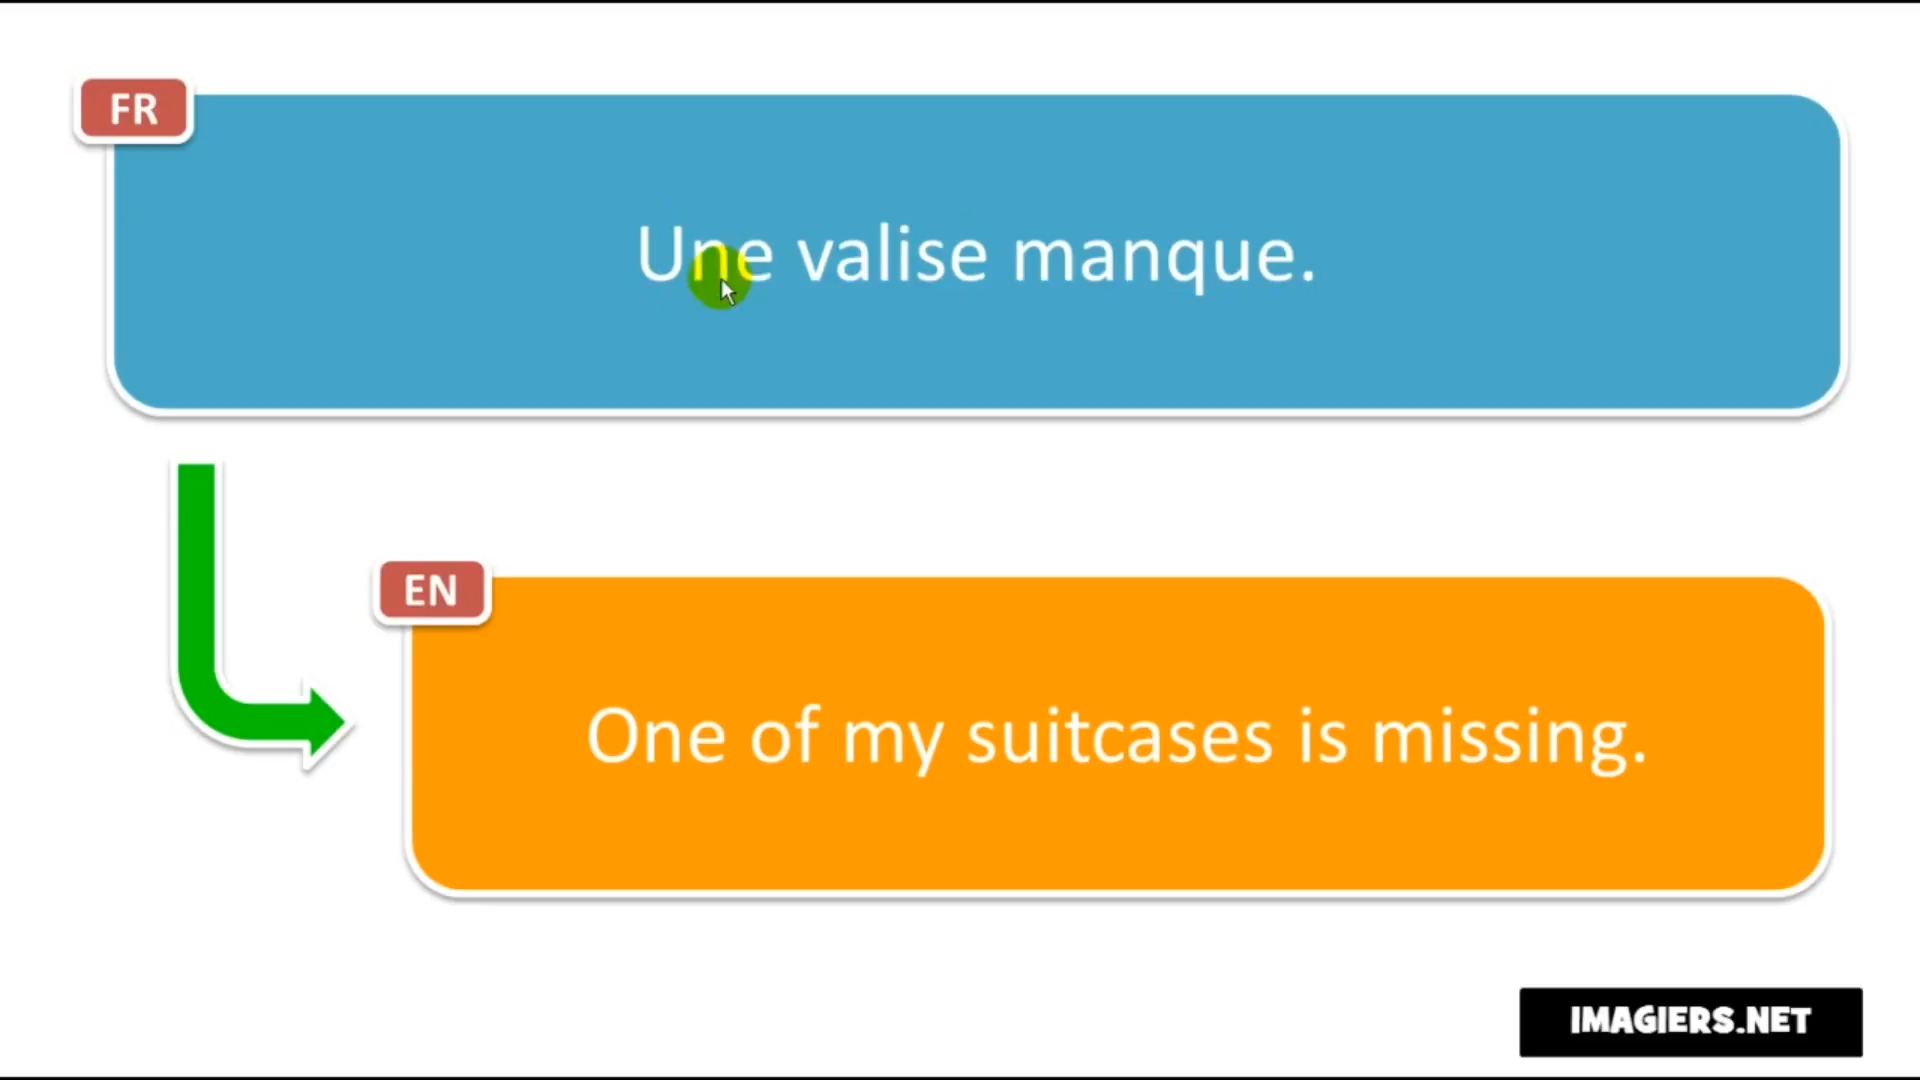 FR
Une valise manque.
EN
One of my suitcases is missing.
IMAGIERS.NET